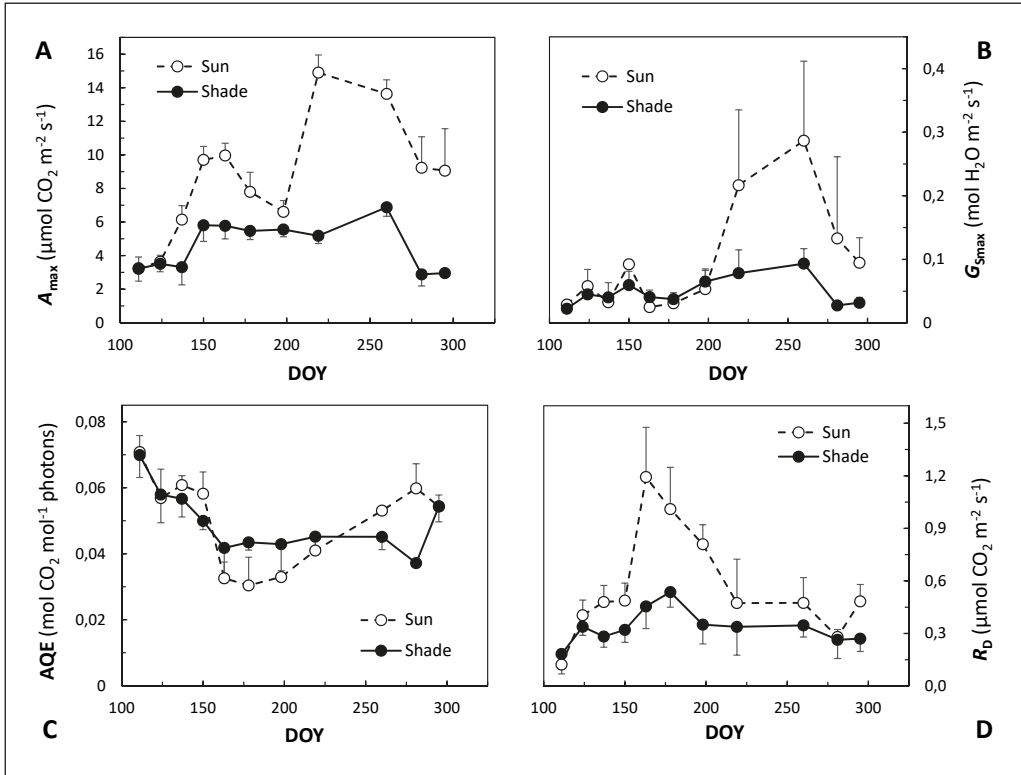 A
Sun
Shade
A_max (µmol CO₂ m⁻² s⁻¹)
16
14
12
10
8
6
4
2
0
100 150 200 250 300
DOY
B
Sun
Shade
G_Smax (mol H₂O m⁻² s⁻¹)
0,4
0,3
0,2
0,1
0
100 150 200 250 300
DOY
C
Sun
Shade
AQE (mol CO₂ mol⁻¹ photons)
0,08
0,06
0,04
0,02
0
100 150 200 250 300
DOY
D
Sun
Shade
R_D (µmol CO₂ m⁻² s⁻¹)
1,5
1,2
0,9
0,6
0,3
0,0
100 150 200 250 300
DOY